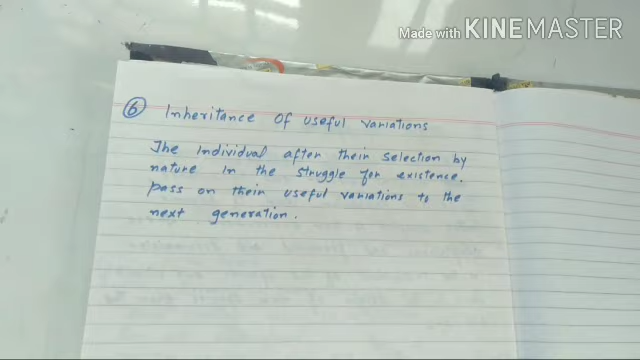 Made with KINEMASTER
6 Inheritance of useful variations
The individual after their selection by
nature in the struggle for existence.
pass on their useful variations to the
next generation.